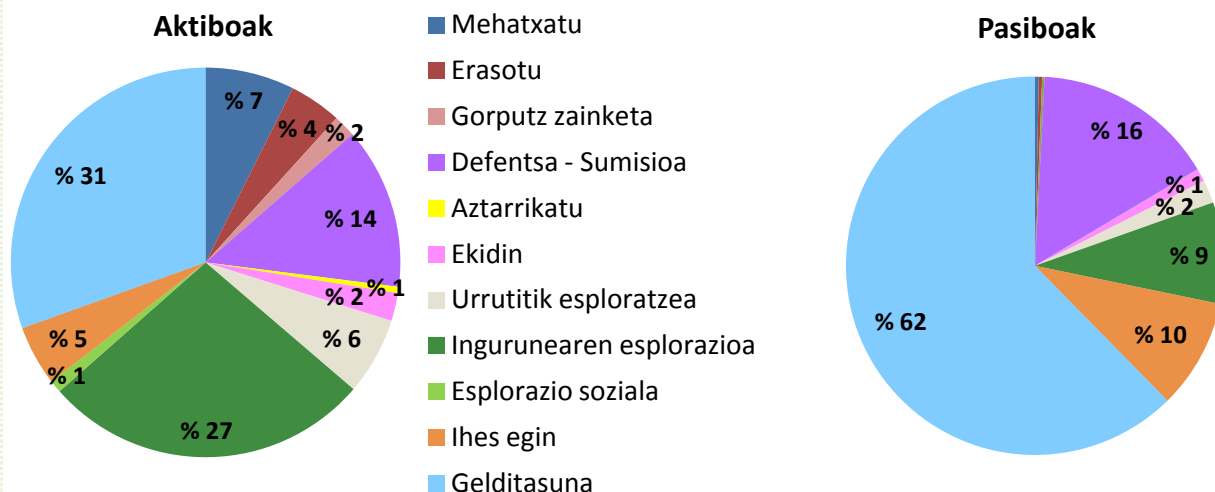 Aktiboak
% 7
% 4
% 2
% 14
% 1
% 2
% 6
% 27
% 1
% 5
% 31
Mehatxatu
Erasotu
Gorputz zainketa
Defentsa - Sumisioa
Aztarrikatu
Ekidin
Urrutitik esploratzea
Ingurunearen esplorazioa
Esplorazio soziala
Ihes egin
Gelditasuna
Pasiboak
% 16
% 1
% 2
% 9
% 10
% 62